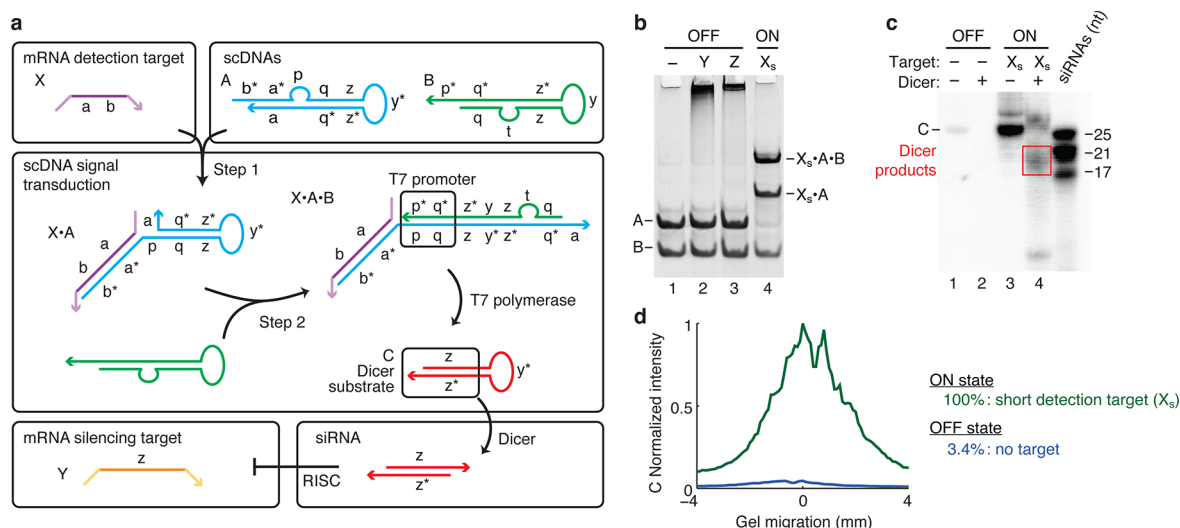 a
mRNA detection target
X
a b
scDNAs
A
b* a* p q z
y*
a q* z*
B
p* q* z*
y
q t z
Step 1
scDNA signal
transduction
X•A
a q* z*
y*
a p q z
b a*
b*
X•A•B
T7 promoter
p* q* z* y z t q
p q z y* z* q* a
a
b a*
b*
Step 2
T7 polymerase
C
Dicer
substrate
z
y*
z*
Dicer
mRNA silencing target
Y
z
siRNA
z
RISC
z*
b
OFF ON
– Y Z Xs
Xs•A•B
Xs•A
A
B
1 2 3 4
c
OFF ON
Target: – – Xs Xs
Dicer: – + – +
siRNAs (nt)
C
25
Dicer
products
21
17
1 2 3 4
d
C Normalized intensity
1
0.5
0
−4 0 4
Gel migration (mm)
ON state
100%: short detection target (Xs)
OFF state
3.4%: no target